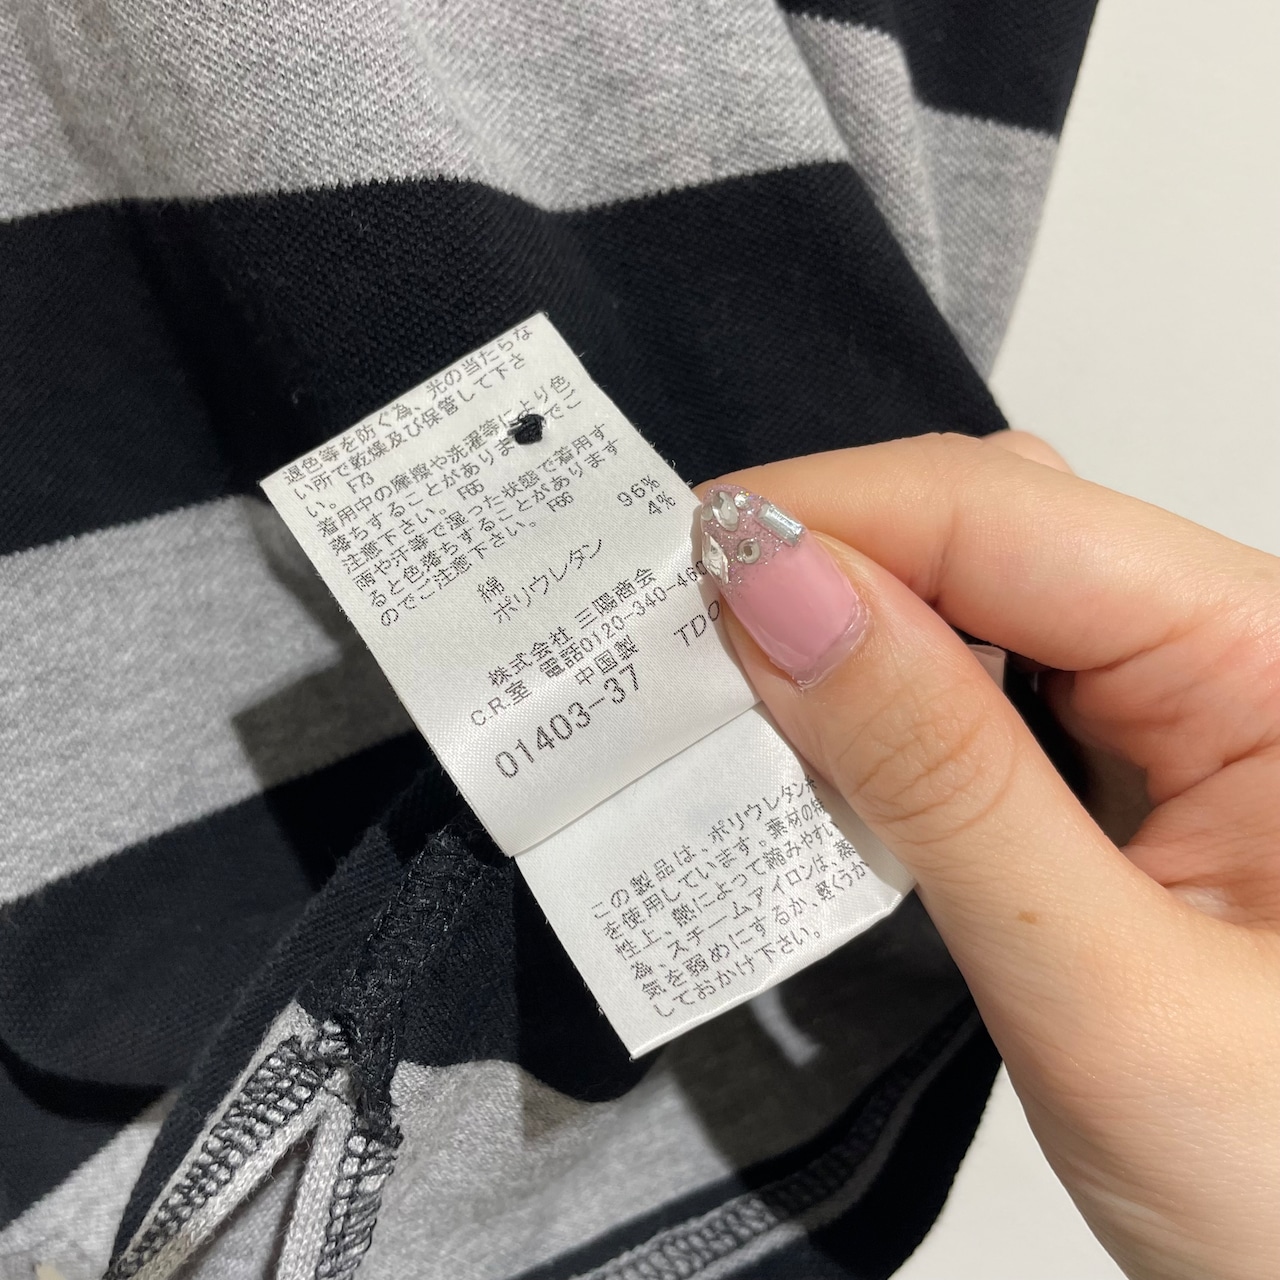 退色等を防ぐ為、光の当たらな
い所で乾燥及び保管して下さ
い。 F73
着用中の摩擦や洗濯等により色
落ちすることがありま でご
注意下さい。 F65
雨や汗等で湿った状態で着用す
ると色落ちすることがあります
のでご注意下さい。 F66
綿 96%
ポリウレタン 4%
株式会社 三陽商会
C.R.室 電話0120-340-460
中国製 TDO
01403-37
この製品は、ポリウレタン
を使用しています。素材の特
性上、熱によって縮みやすい
為、スチームアイロンは、蒸
気を弱めにするか、軽くうか
しておかけ下さい。